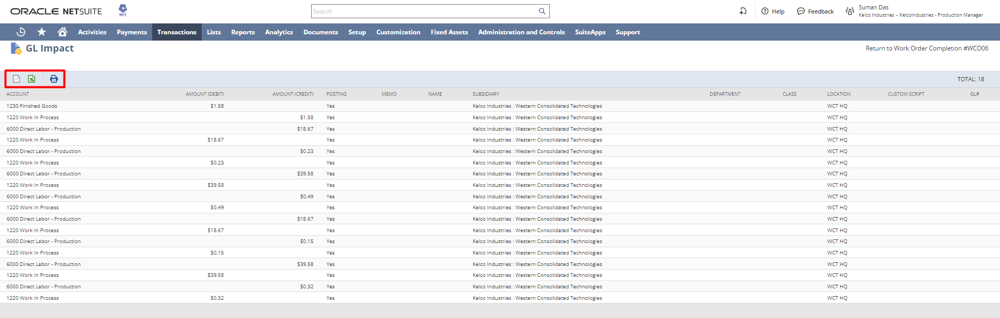 ORACLE NETSUITE WCT Search Help Feedback Suman Das
Kelco Industries - KelcoIndustries - Production Manager
Activities Payments Transactions Lists Reports Analytics Documents Setup Customization Fixed Assets Administration and Controls SuiteApps Support
GL Impact Return to Work Order Completion #WCO06
TOTAL: 18
ACCOUNT AMOUNT (DEBIT) AMOUNT (CREDIT) POSTING MEMO NAME SUBSIDIARY DEPARTMENT CLASS LOCATION CUSTOM SCRIPT GL#
1230 Finished Goods $1.58 Yes Kelco Industries : Western Consolidated Technologies WCT HQ
1220 Work In Process $1.58 Yes Kelco Industries : Western Consolidated Technologies WCT HQ
6000 Direct Labor - Production $18.67 Yes Kelco Industries : Western Consolidated Technologies WCT HQ
1220 Work In Process $18.67 Yes Kelco Industries : Western Consolidated Technologies WCT HQ
6000 Direct Labor - Production $0.23 Yes Kelco Industries : Western Consolidated Technologies WCT HQ
1220 Work In Process $0.23 Yes Kelco Industries : Western Consolidated Technologies WCT HQ
6000 Direct Labor - Production $39.58 Yes Kelco Industries : Western Consolidated Technologies WCT HQ
1220 Work In Process $39.58 Yes Kelco Industries : Western Consolidated Technologies WCT HQ
6000 Direct Labor - Production $0.49 Yes Kelco Industries : Western Consolidated Technologies WCT HQ
1220 Work In Process $0.49 Yes Kelco Industries : Western Consolidated Technologies WCT HQ
6000 Direct Labor - Production $18.67 Yes Kelco Industries : Western Consolidated Technologies WCT HQ
1220 Work In Process $18.67 Yes Kelco Industries : Western Consolidated Technologies WCT HQ
6000 Direct Labor - Production $0.15 Yes Kelco Industries : Western Consolidated Technologies WCT HQ
1220 Work In Process $0.15 Yes Kelco Industries : Western Consolidated Technologies WCT HQ
6000 Direct Labor - Production $39.58 Yes Kelco Industries : Western Consolidated Technologies WCT HQ
1220 Work In Process $39.58 Yes Kelco Industries : Western Consolidated Technologies WCT HQ
6000 Direct Labor - Production $0.32 Yes Kelco Industries : Western Consolidated Technologies WCT HQ
1220 Work In Process $0.32 Yes Kelco Industries : Western Consolidated Technologies WCT HQ